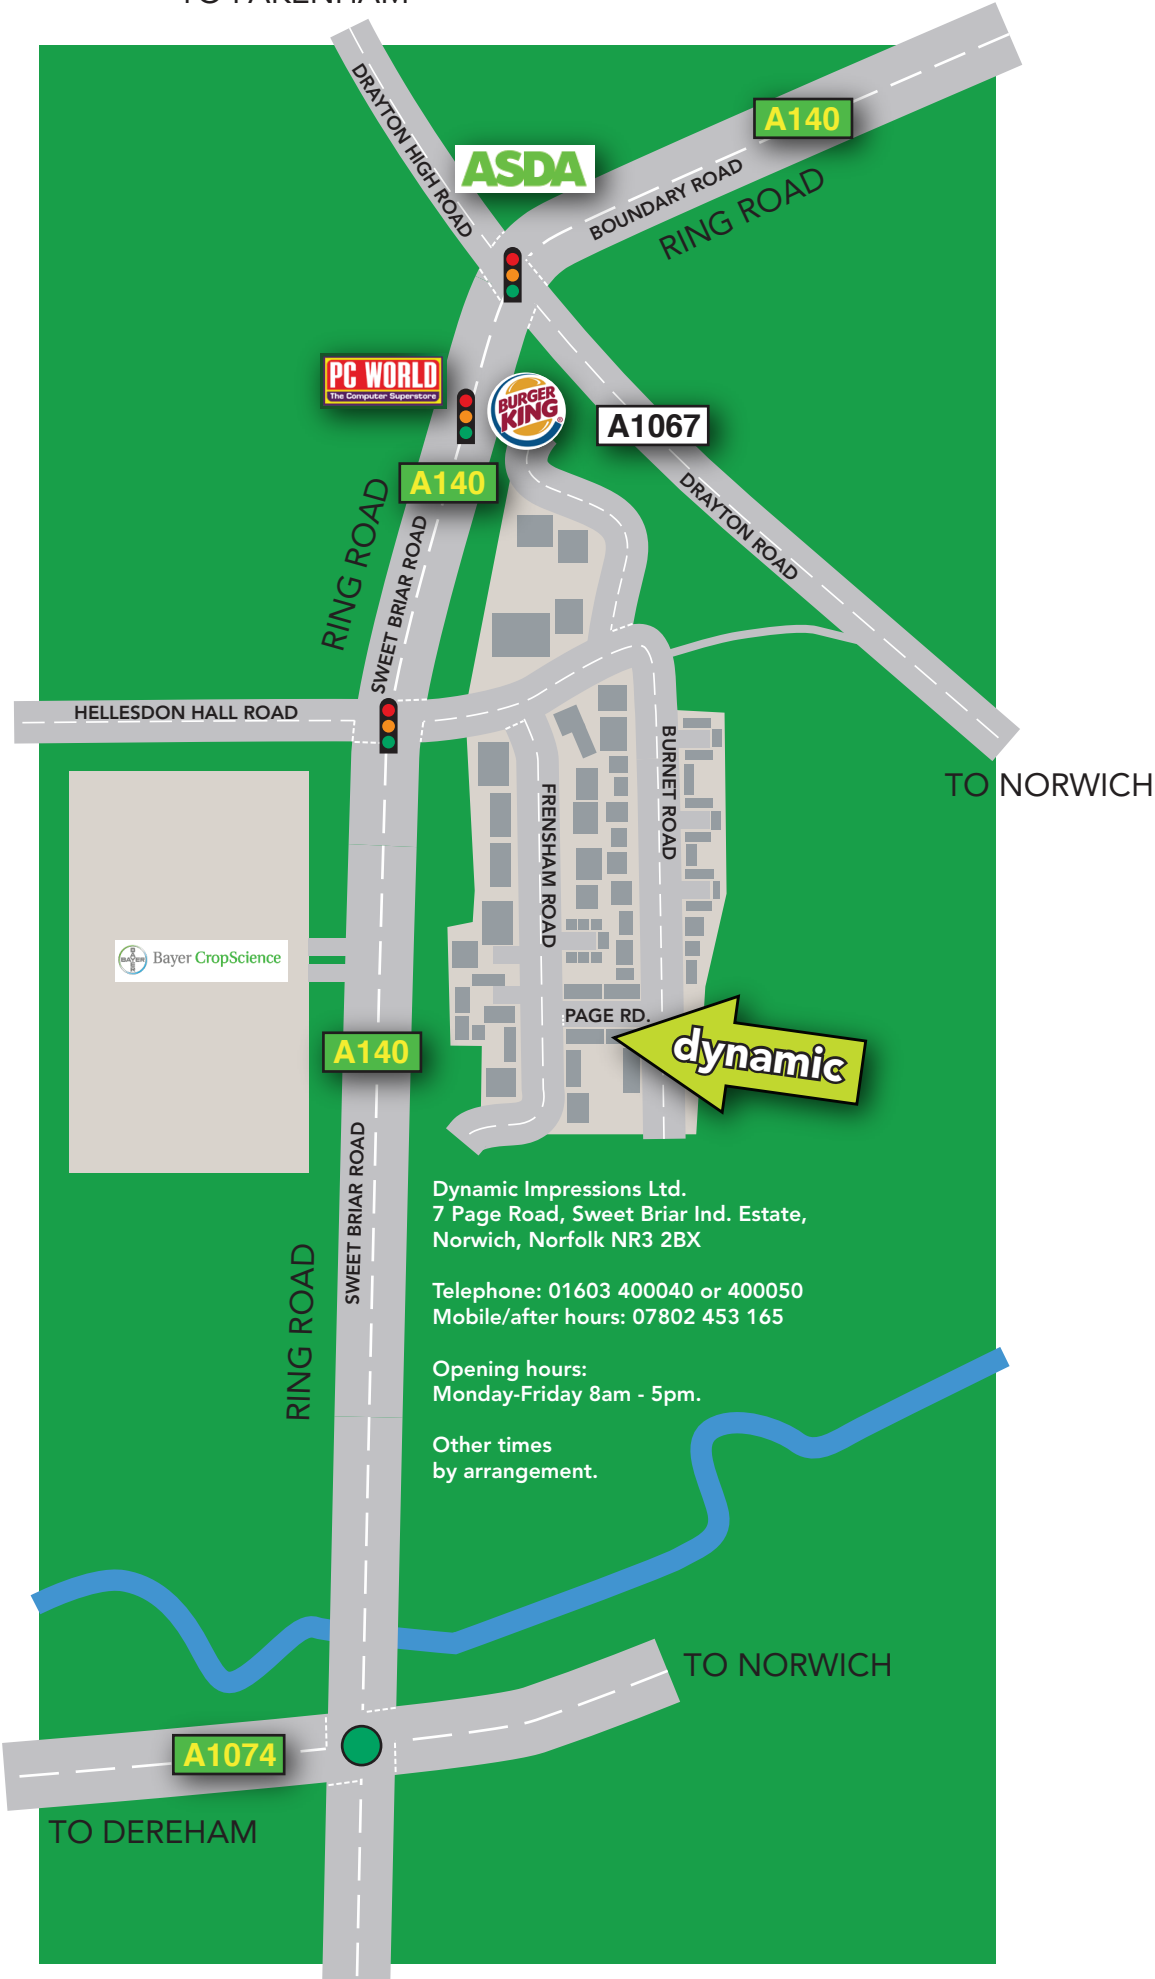 TO FAKENHAM
DRAYTON HIGH ROAD
A140
ASDA
BOUNDARY ROAD
RING ROAD
PC WORLD
The Computer Superstore
BURGER
KING
®
A1067
A140
RING ROAD
SWEET BRIAR ROAD
DRAYTON ROAD
HELLESDON HALL ROAD
TO NORWICH
BURNET ROAD
FRENSHAM ROAD
BAYER
BAYER
Bayer CropScience
PAGE RD.
dynamic
A140
SWEET BRIAR ROAD
RING ROAD
Dynamic Impressions Ltd.
7 Page Road, Sweet Briar Ind. Estate,
Norwich, Norfolk NR3 2BX
Telephone: 01603 400040 or 400050
Mobile/after hours: 07802 453 165
Opening hours:
Monday-Friday 8am - 5pm.
Other times
by arrangement.
TO NORWICH
A1074
TO DEREHAM